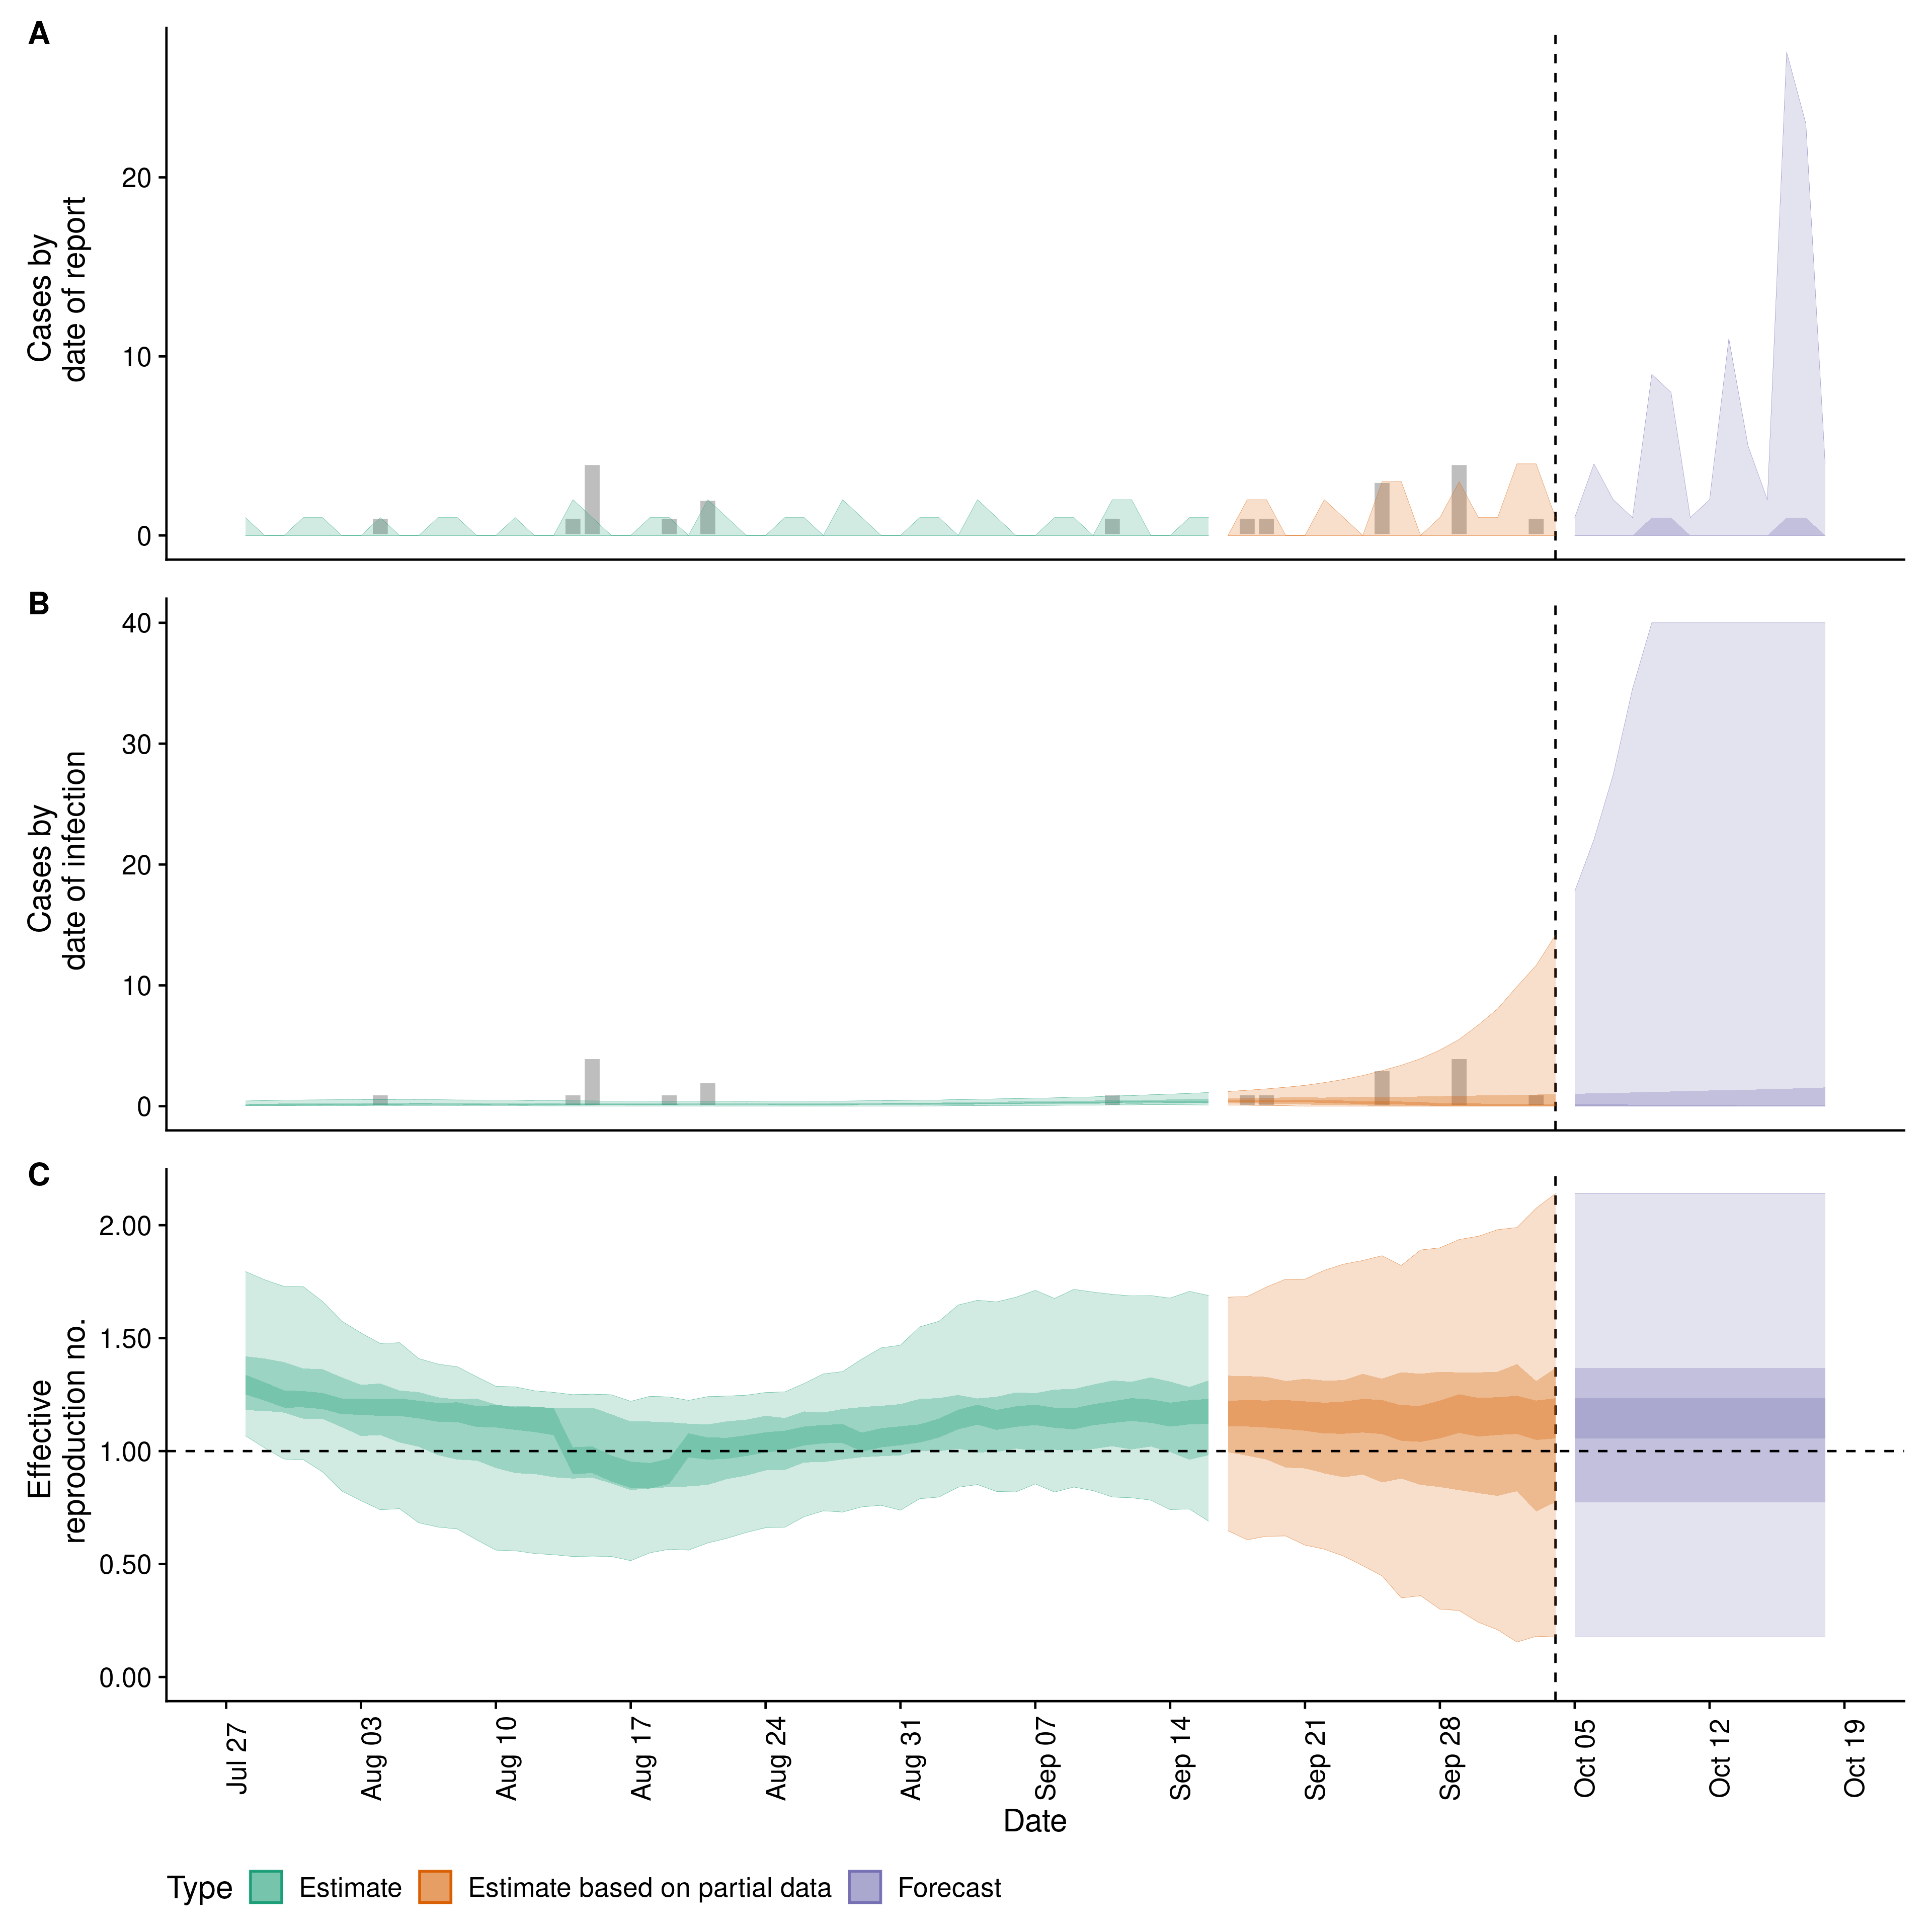 A
Cases by
date of report
20
10
0
B
Cases by
date of infection
40
30
20
10
0
C
Effective
reproduction no.
2.00
1.50
1.00
0.50
0.00
Jul 27
Aug 03
Aug 10
Aug 17
Aug 24
Aug 31
Sep 07
Sep 14
Sep 21
Sep 28
Oct 05
Oct 12
Oct 19
Date
Type Estimate Estimate based on partial data Forecast